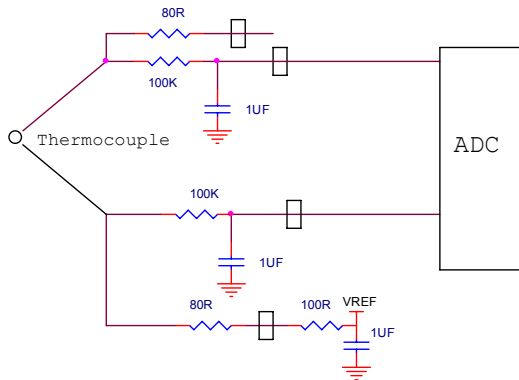 80R
100K
1UF
Thermocouple
ADC
100K
1UF
80R
100R
VREF
1UF